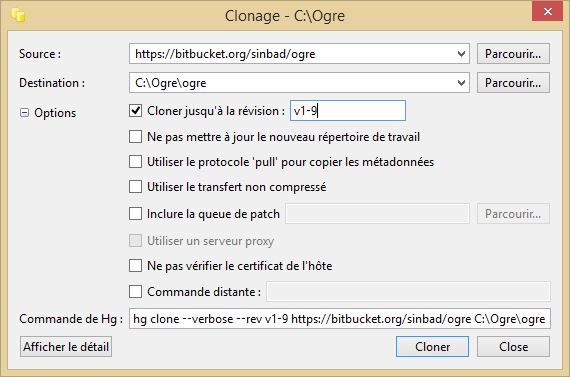 Clonage - C:\Ogre
Source : https://bitbucket.org/sinbad/ogre Parcourir...
Destination : C:\Ogre\ogre Parcourir...
Options Cloner jusqu'à la révision : v1-9
Ne pas mettre à jour le nouveau répertoire de travail
Utiliser le protocole 'pull' pour copier les métadonnées
Utiliser le transfert non compressé
Inclure la queue de patch Parcourir...
Utiliser un serveur proxy
Ne pas vérifier le certificat de l'hôte
Commande distante :
Commande de Hg : hg clone --verbose --rev v1-9 https://bitbucket.org/sinbad/ogre C:\Ogre\ogre
Afficher le détail Cloner Close